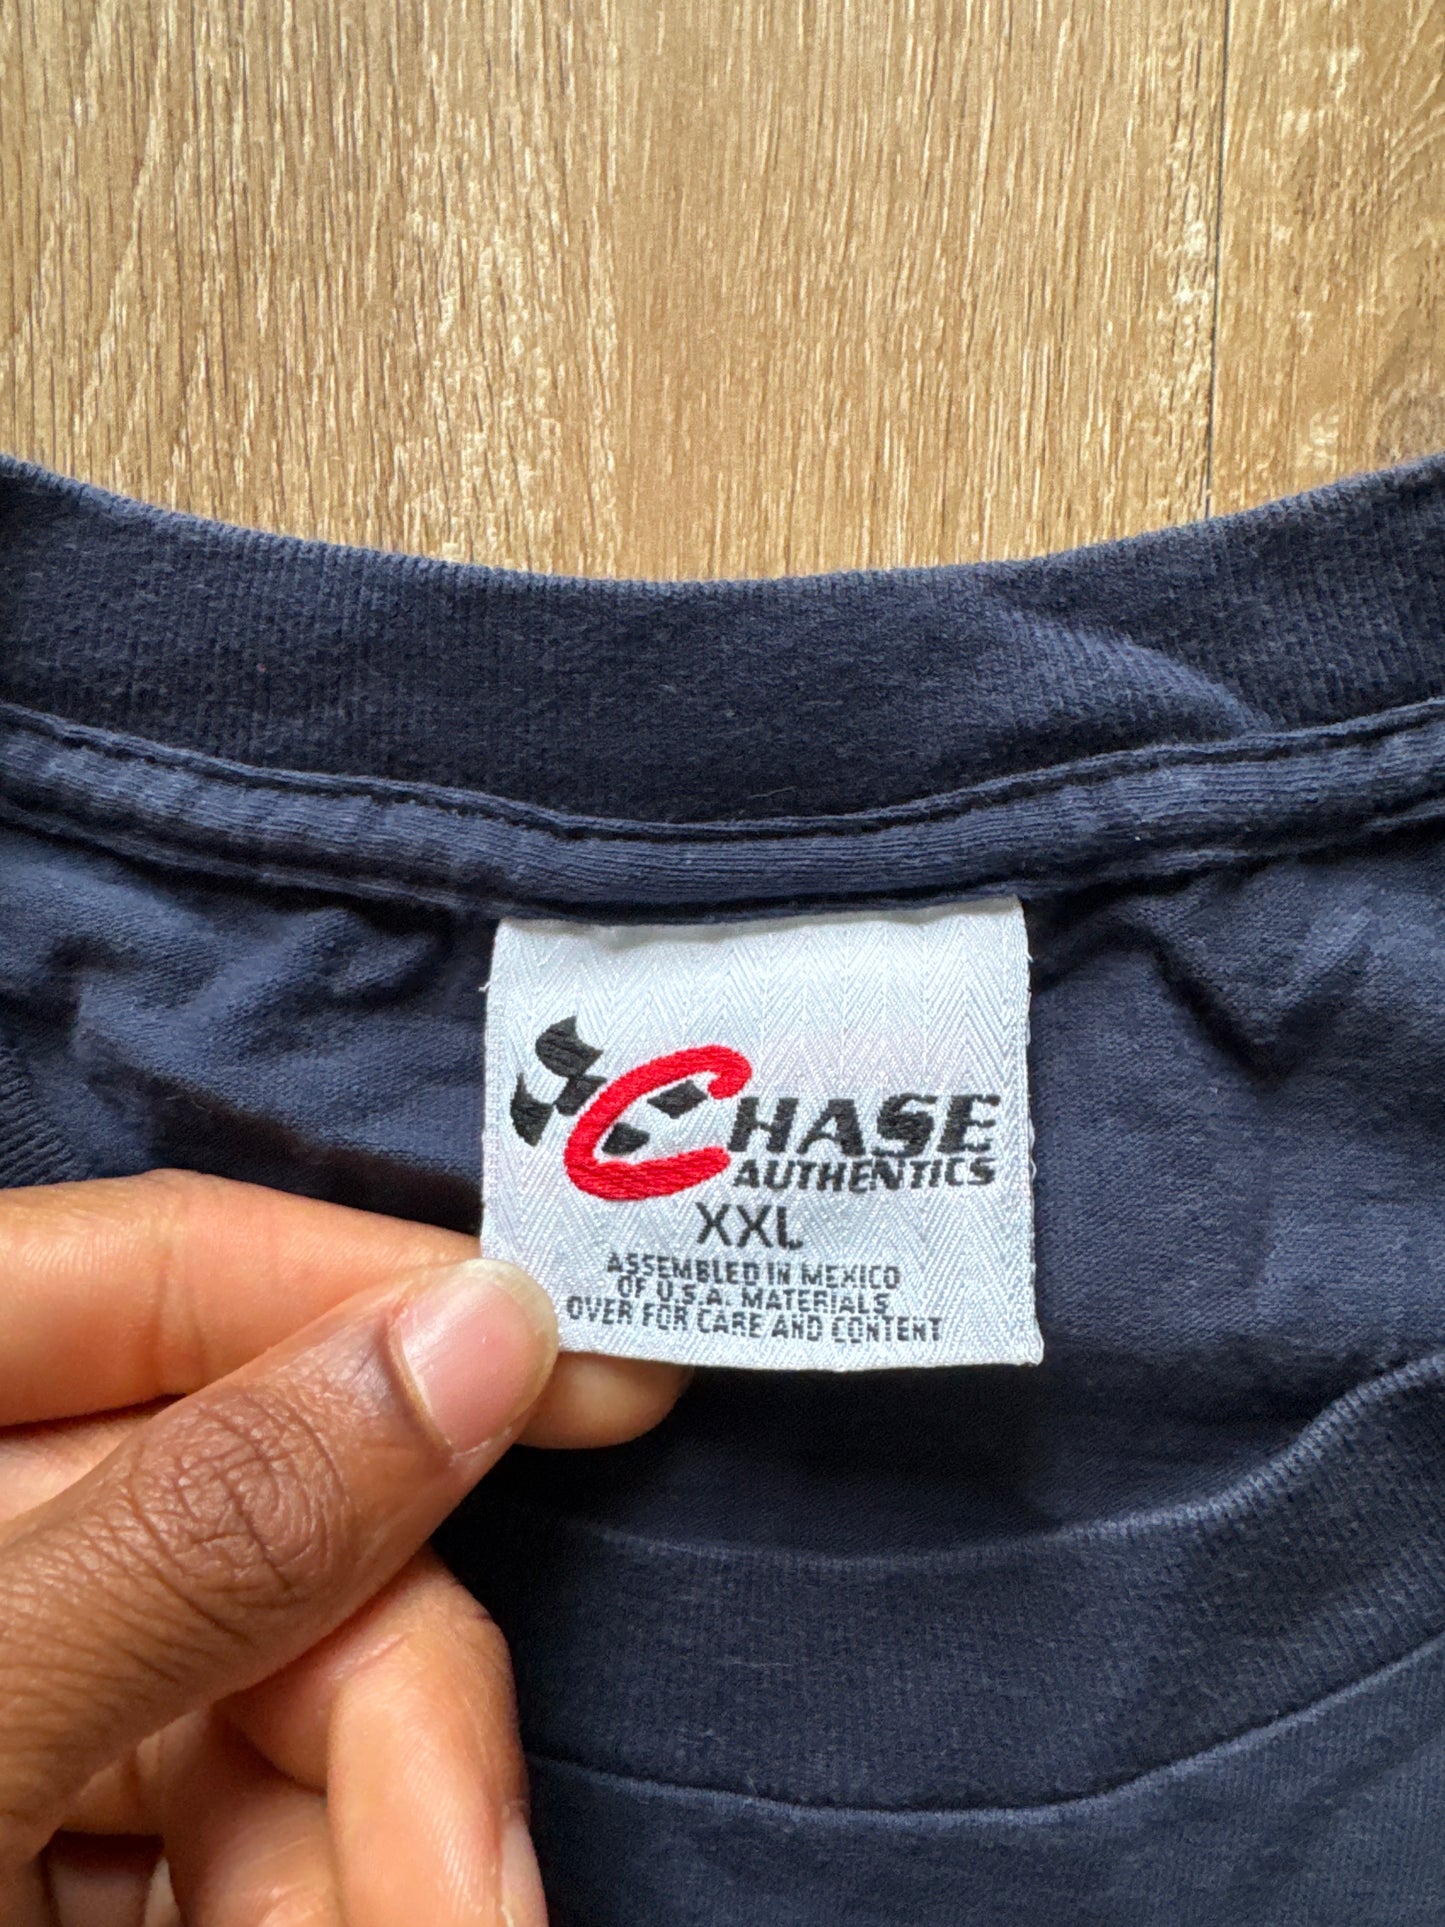 CHASE
AUTHENTICS
XXL
ASSEMBLED IN MEXICO
OF U.S.A. MATERIALS
OVER FOR CARE AND CONTENT